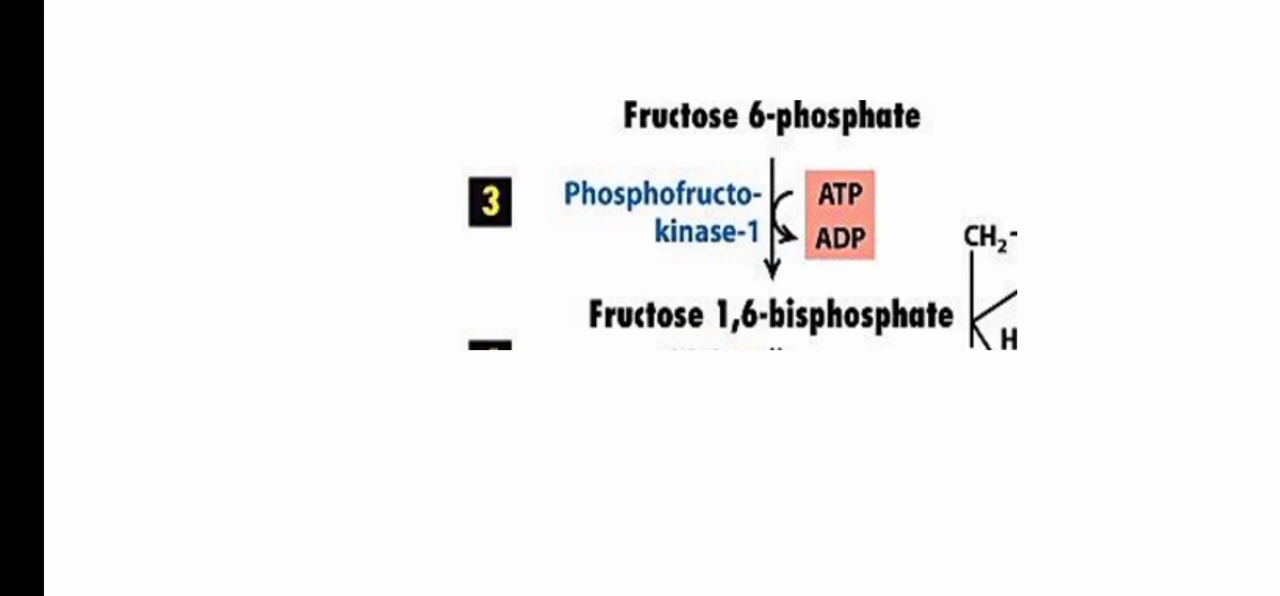 Fructose 6-phosphate
3
Phosphofructo-
kinase-1
ATP
ADP
CH₂-
Fructose 1,6-bisphosphate
H